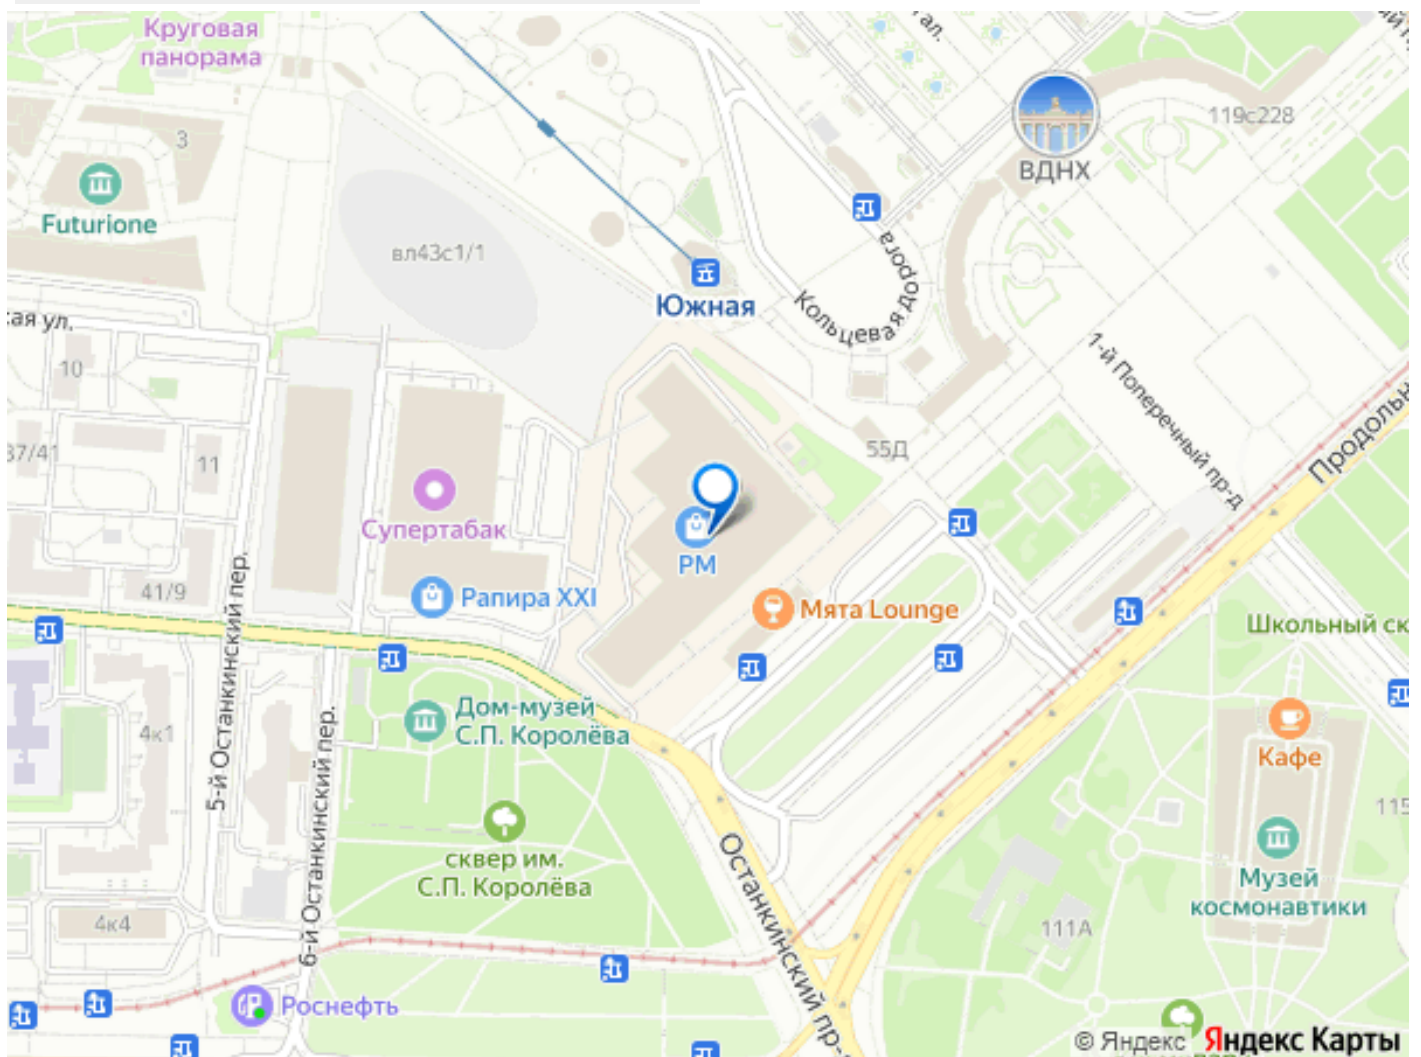 Круговая
панорама
тал.
119с228
3
ВДНХ
Futurione
вл43с1/1
Кольцевая дорога
Южная
ская ул.
1-й Поперечный пр-д
10
Продольн
37/41
11
55Д
Супертабак
РМ
41/9
Рапира XXI
Мята Lounge
Школьный ск
5-й Останкинский пер.
6-й Останкинский пер.
Дом-музей
С.П. Королёва
4к1
Кафе
115
сквер им.
С.П. Королёва
Останкинский пр-д
Музей
космонавтики
4к4
111А
Роснефть
© Яндекс Яндекс Карты